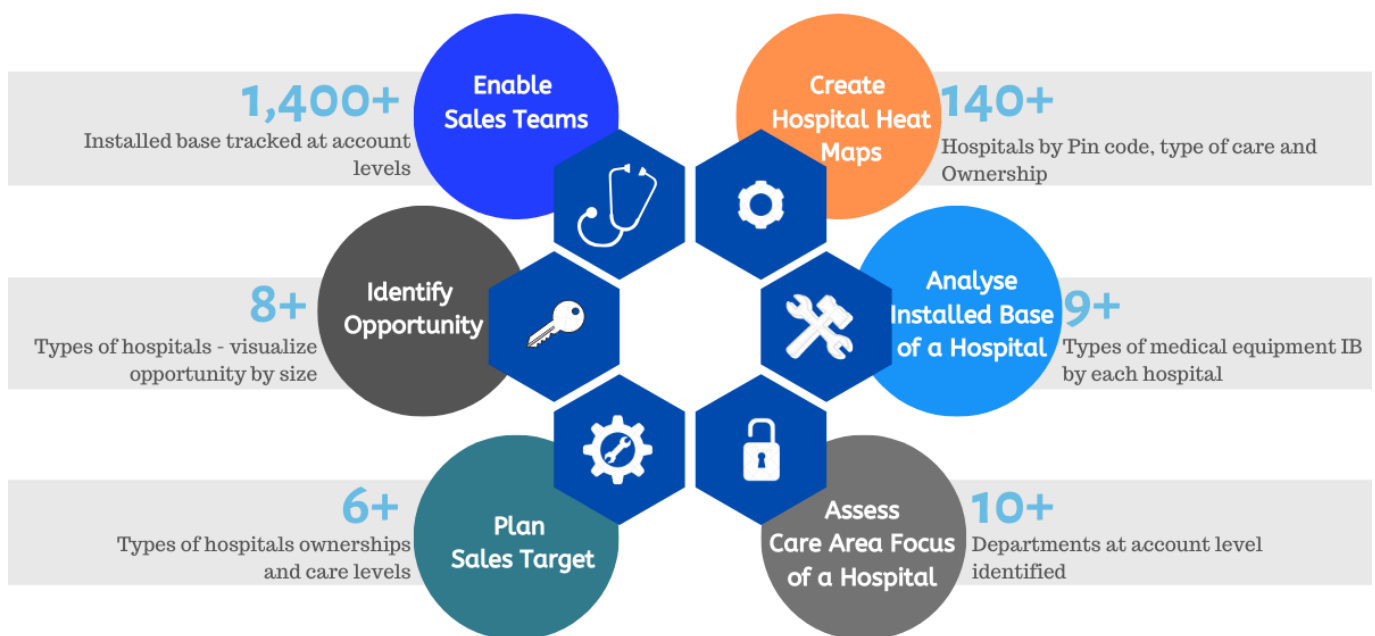 1,400+
Installed base tracked at account
levels
Enable
Sales Teams
Create
Hospital Heat
Maps
140+
Hospitals by Pin code, type of care and
Ownership
8+
Types of hospitals - visualize
opportunity by size
Identify
Opportunity
Analyse
Installed Base
of a Hospital
9+
Types of medical equipment IB
by each hospital
6+
Types of hospitals ownerships
and care levels
Plan
Sales Target
Assess
Care Area Focus
of a Hospital
10+
Departments at account level
identified